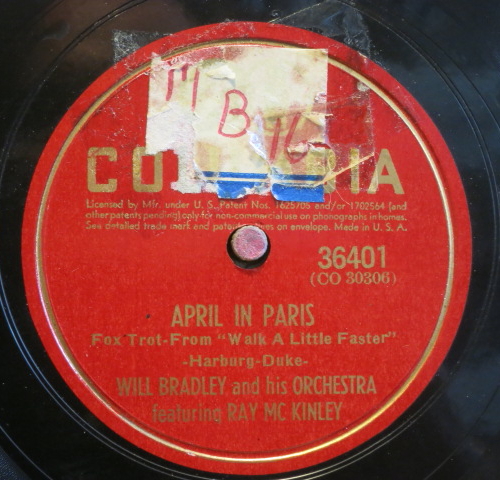 M
B
16
CO IA
Licensed by Mfr. under U. S. Patent Nos. 1625705 and/or 1702564 (and
other patents pending) only for non-commercial use on phonographs in homes.
See detailed trade mark and patent on envelope. Made in U. S. A.
36401
(CO 30306)
APRIL IN PARIS
Fox Trot-From "Walk A Little Faster"
-Harburg-Duke-
WILL BRADLEY and his ORCHESTRA
featuring RAY MC KINLEY